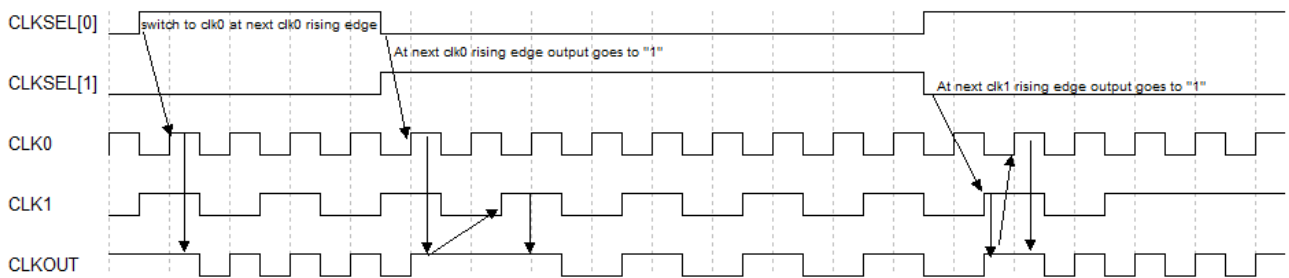 CLKSEL[0]
switch to clk0 at next clk0 rising edge
At next clk0 rising edge output goes to "1"
CLKSEL[1]
At next clk1 rising edge output goes to "1"
CLK0
CLK1
CLKOUT